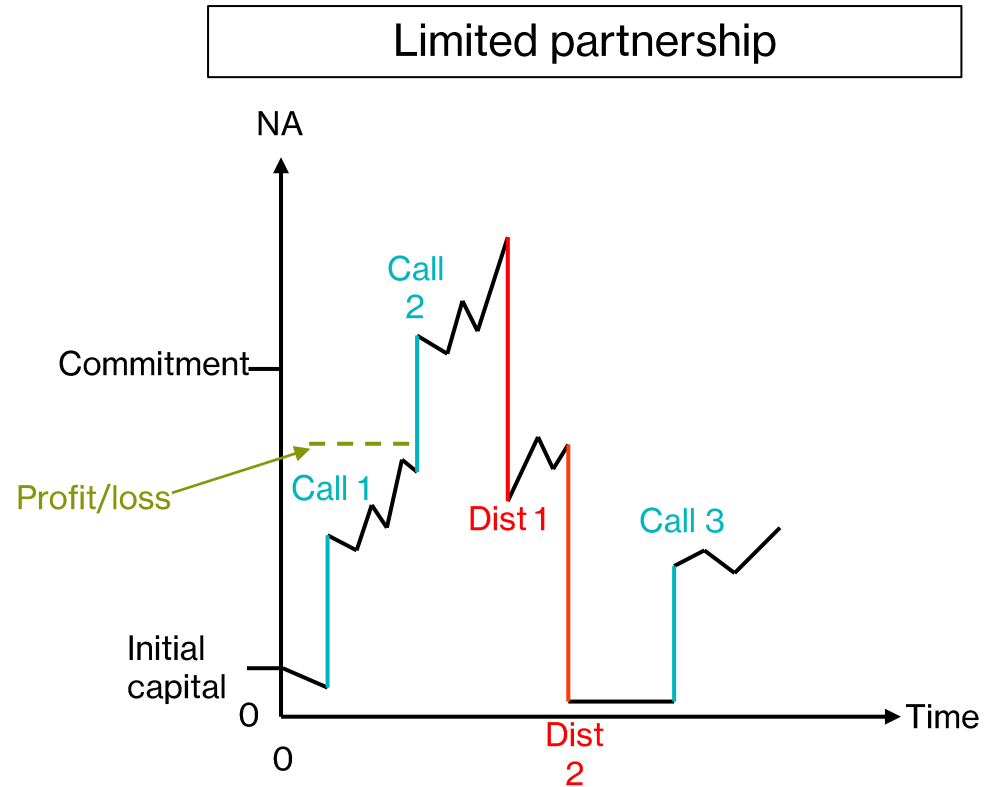 Limited partnership
NA
Call
2
Commitment
Call 1
Profit/loss
Dist 1
Call 3
Initial
capital
0
Time
Dist
2
0